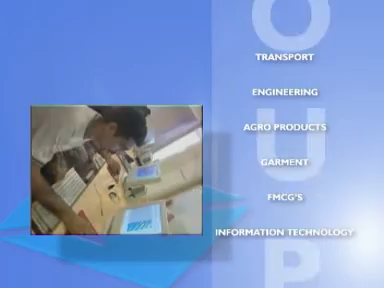 O
TRANSPORT
ENGINEERING
AGRO PRODUCTS
U
GARMENT
FMCG'S
INFORMATION TECHNOLOGY
P